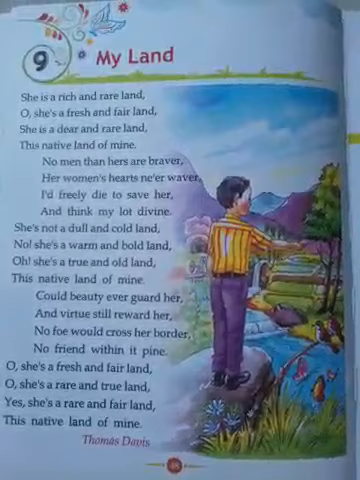 9
My Land
She is a rich and rare land,
O, she's a fresh and fair land,
She is a dear and rare land,
This native land of mine.
No men than hers are braver,
Her women's hearts ne'er waver,
I'd freely die to save her,
And think my lot divine.
She's not a dull and cold land,
No! she's a warm and bold land,
Oh! she's a true and old land,
This native land of mine.
Could beauty ever guard her,
And virtue still reward her,
No foe would cross her border,
No friend within it pine.
O, she's a fresh and fair land,
O, she's a rare and true land,
Yes, she's a rare and fair land,
This native land of mine.
Thomas Davis
48